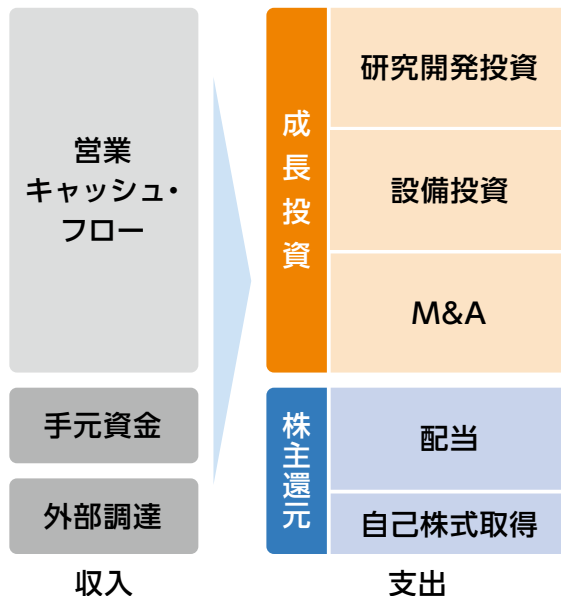 営業
キャッシュ・
フロー
手元資金
外部調達
収入
成長投資
研究開発投資
設備投資
M&A
株主還元
配当
自己株式取得
支出